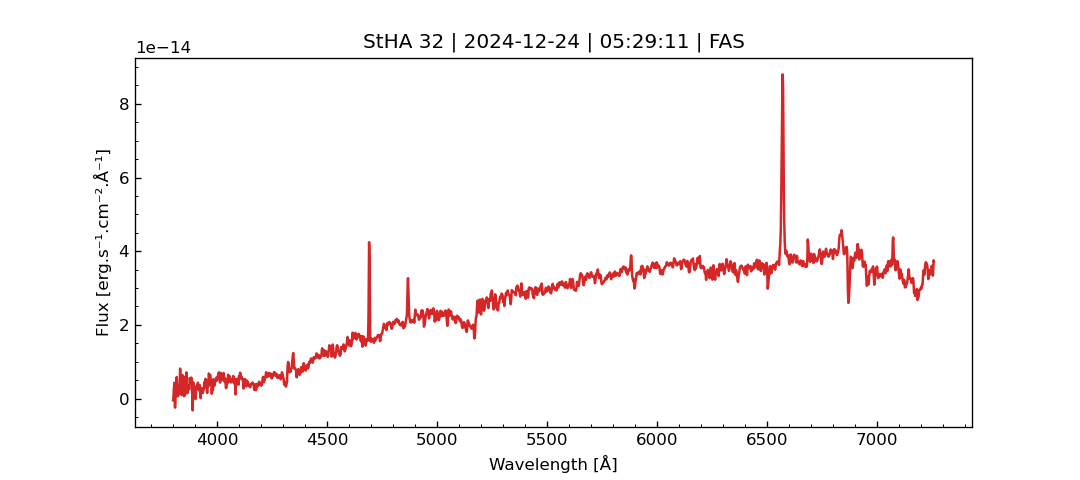 StHA 32 | 2024-12-24 | 05:29:11 | FAS
1e−14
8
6
4
2
0
Flux [erg.s⁻¹.cm⁻².Å⁻¹]
4000 4500 5000 5500 6000 6500 7000
Wavelength [Å]